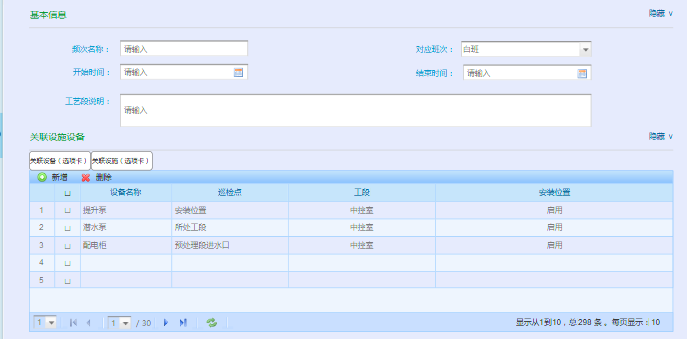 基本信息 隐藏 ∨
频次名称： 请输入 对应班次： 白班
开始时间： 请输入 结束时间： 请输入
工艺段说明： 请输入
关联设施设备 隐藏 ∨
关联设备（选项卡） 关联设施（选项卡）
新增 删除
□ 设备名称 巡检点 工段 安装位置
1 □ 提升泵 安装位置 中控室 启用
2 □ 潜水泵 所处工段 中控室 启用
3 □ 配电柜 预处理段进水口 中控室 启用
4 □
5 □
1 1 / 30 显示从1到10，总 298 条 。每页显示：10